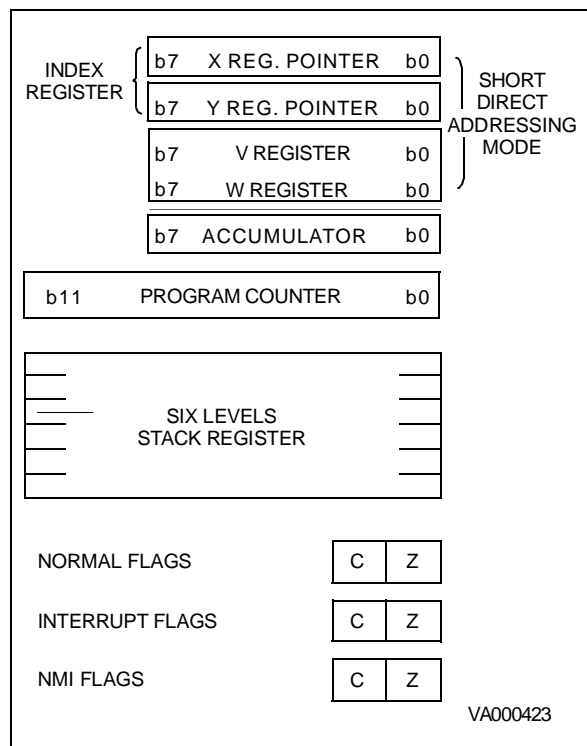 INDEX
REGISTER
b7 X REG. POINTER b0
b7 Y REG. POINTER b0
b7 V REGISTER b0
b7 W REGISTER b0
SHORT
DIRECT
ADDRESSING
MODE
b7 ACCUMULATOR b0
b11 PROGRAM COUNTER b0
SIX LEVELS
STACK REGISTER
NORMAL FLAGS C Z
INTERRUPT FLAGS C Z
NMI FLAGS C Z
VA000423